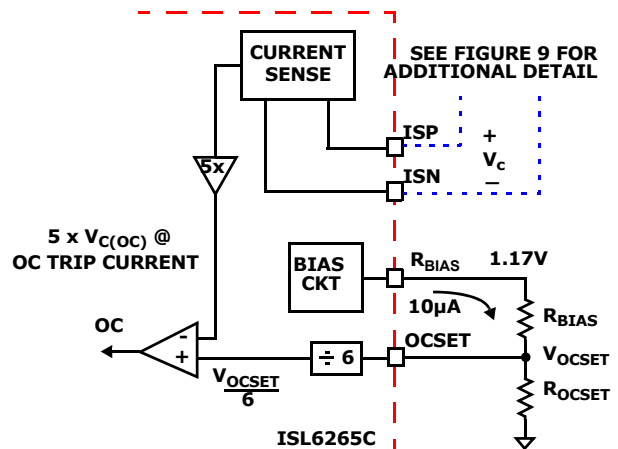 CURRENT
SENSE
SEE FIGURE 9 FOR
ADDITIONAL DETAIL
ISP
+
Vc
–
ISN
5x
5 x VC(OC) @
OC TRIP CURRENT
BIAS
CKT
RBIAS
1.17V
10µA
RBIAS
OC
-
+
÷ 6
OCSET
VOCSET
VOCSET
6
ROCSET
ISL6265C